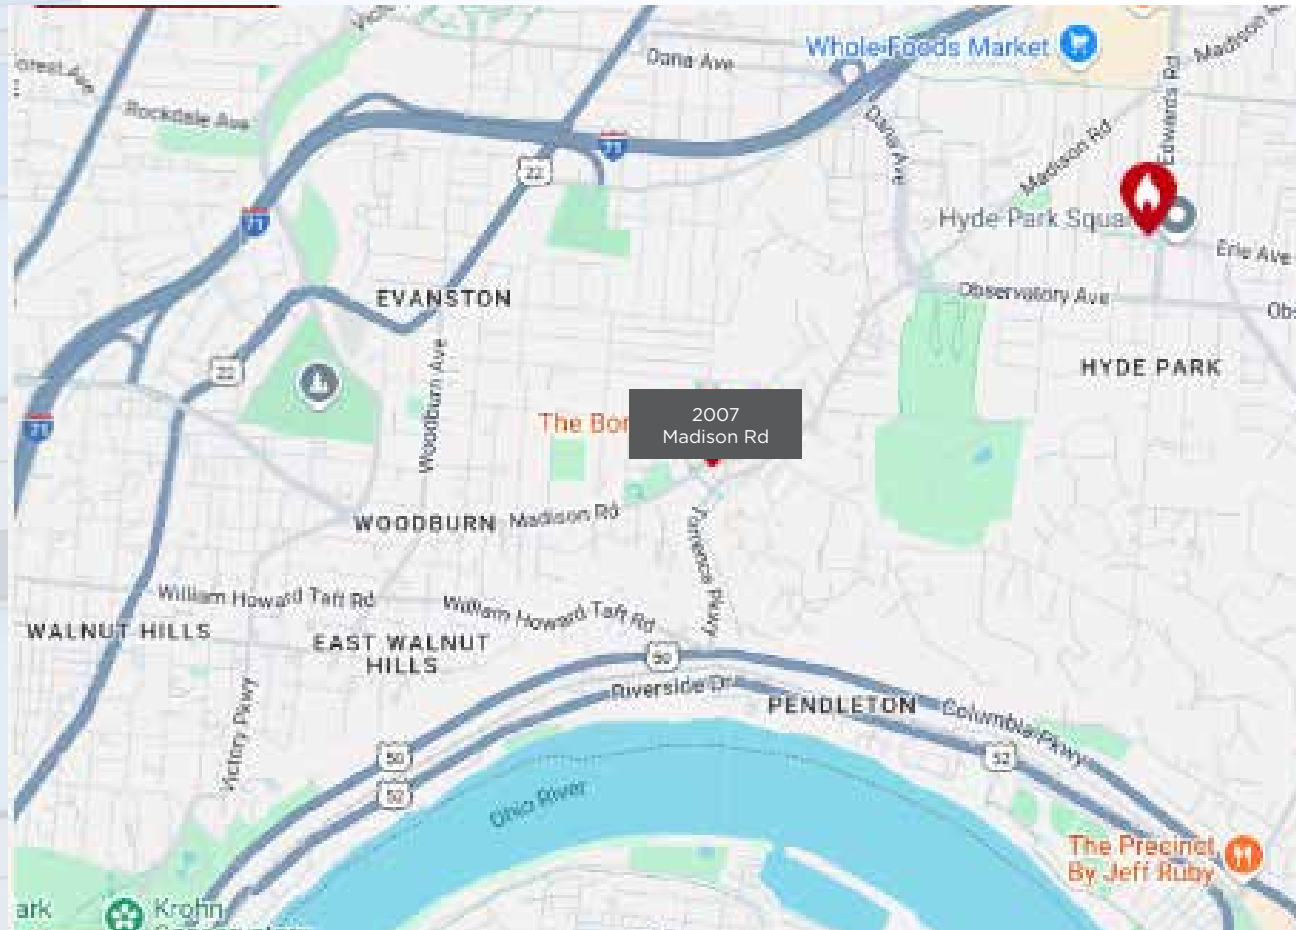 Dana Ave
Whole Foods Market
Madison Rd
Rockdale Ave
Edwards Rd
Dana Ave
Madison Rd
71
22
71
Hyde Park Squa
Erie Ave
EVANSTON
Observatory Ave
Obs
HYDE PARK
22
Woodburn Ave
71
The Bon
2007
Madison Rd
WOODBURN
Madison Rd
Torrence Pkwy
William Howard Taft Rd
William Howard Taft Rd
WALNUT HILLS
EAST WALNUT
HILLS
50
Riverside Dr
PENDLETON
Columbia Pkwy
Victory Pkwy
50
52
52
Ohio River
The Precinct
By Jeff Ruby
ark
Krohn